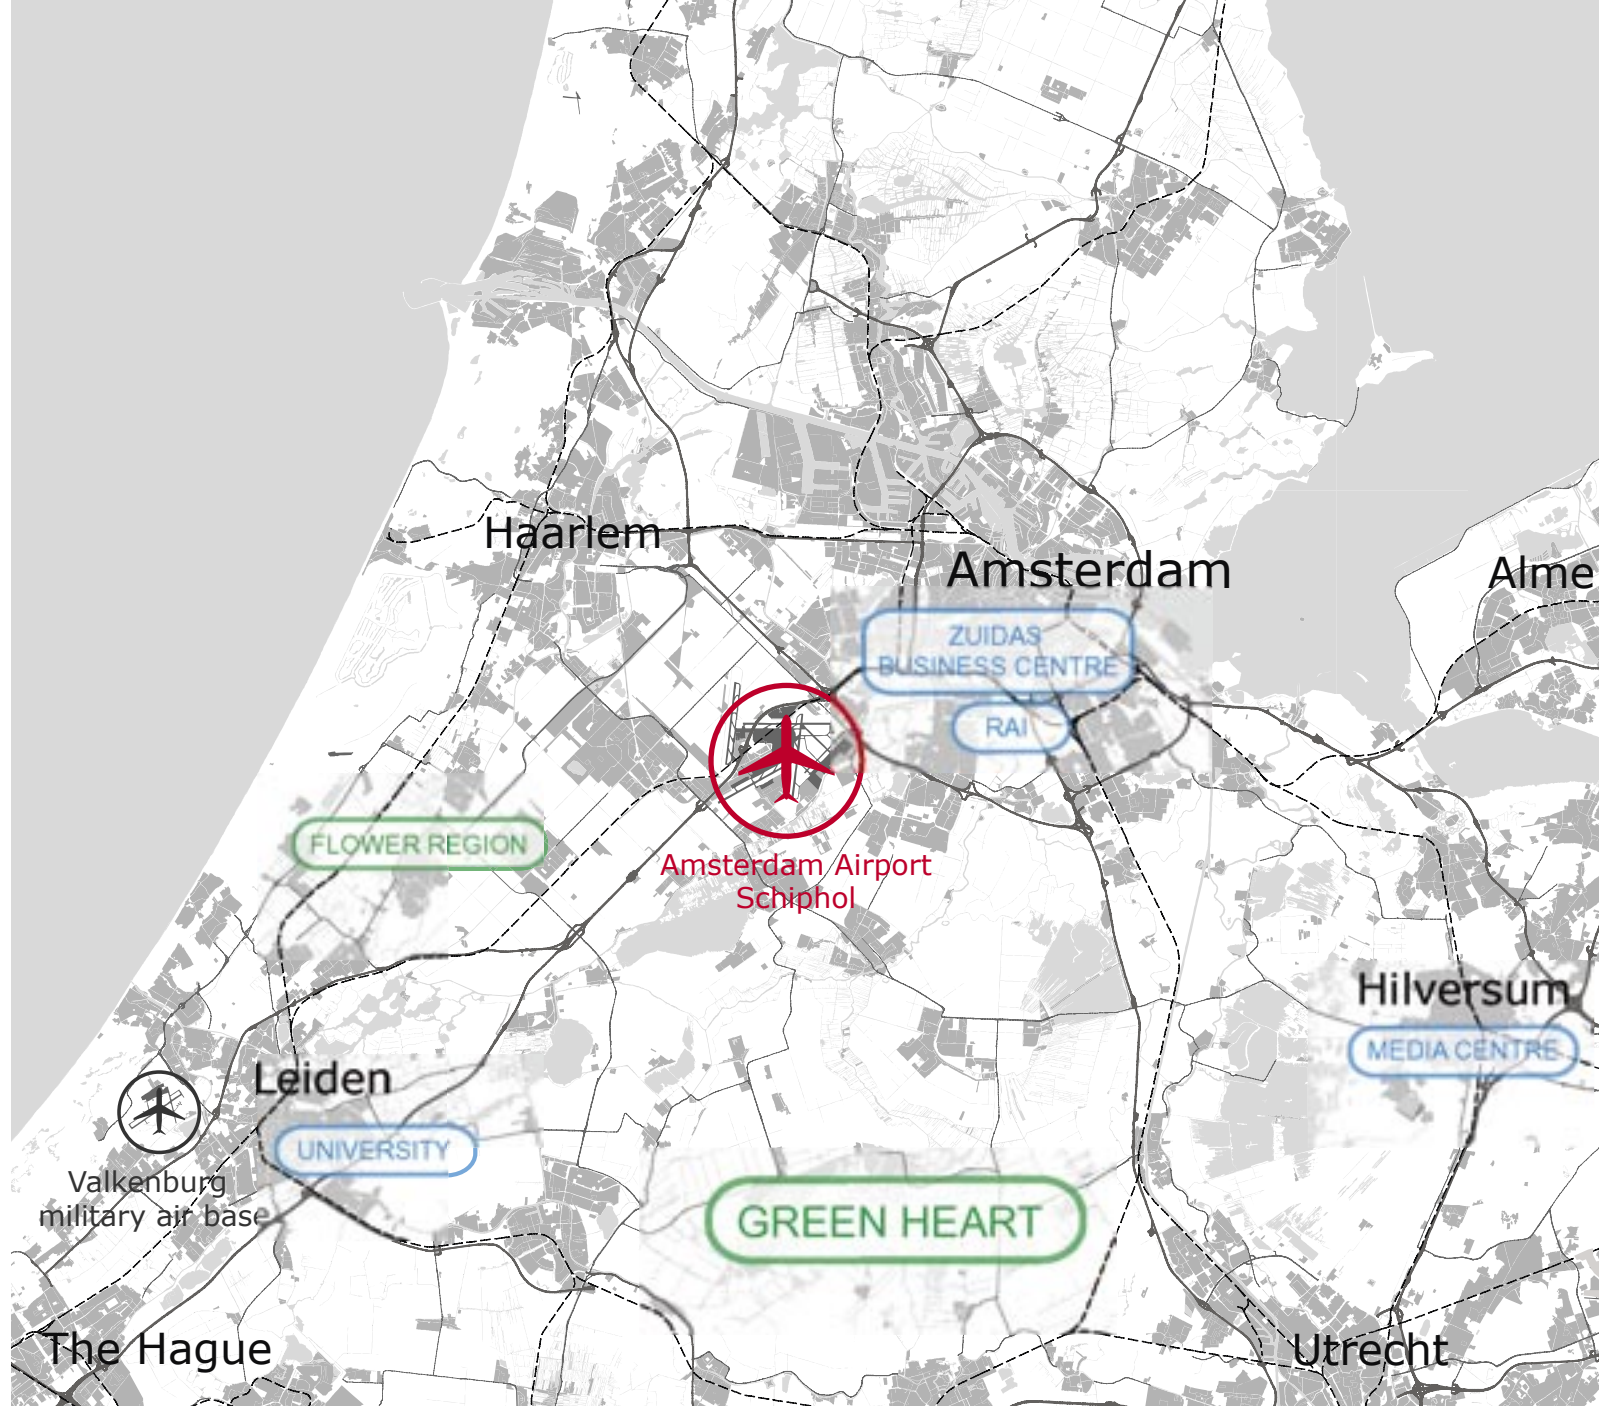 Haarlem
Amsterdam
Alme
ZUIDAS
BUSINESS CENTRE
RAI
FLOWER REGION
Amsterdam Airport
Schiphol
Hilversum
MEDIA CENTRE
Leiden
UNIVERSITY
Valkenburg
military air base
GREEN HEART
The Hague
Utrecht